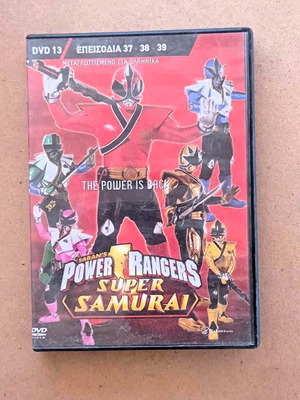 DVD 13 / ΕΠΕΙΣΟΔΙΑ 37 - 38 - 39
ΜΕΤΑΓΛΩΤΤΙΣΜΕΝΟ ΣΤΑ ΕΛΛΗΝΙΚΑ
THE POWER IS BACK
SABAN'S
POWER RANGERS
SUPER
SAMURAI
DVD
VIDEO